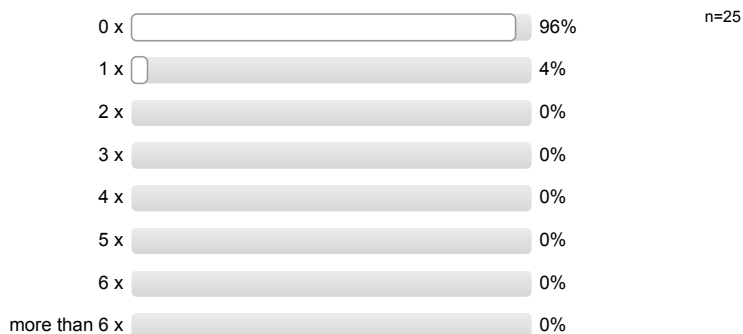 n=25
0 x 96%
1 x 4%
2 x 0%
3 x 0%
4 x 0%
5 x 0%
6 x 0%
more than 6 x 0%